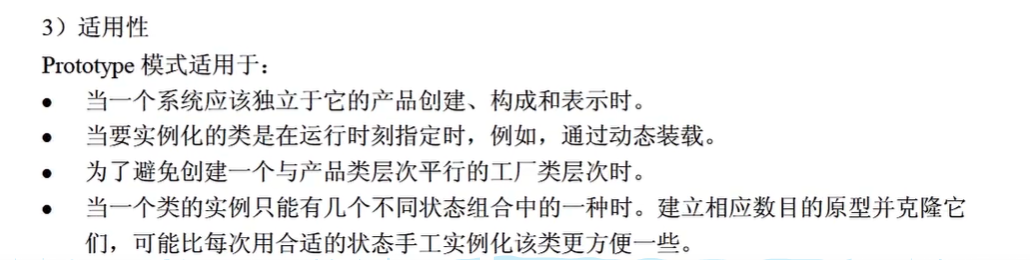 3）适用性
Prototype 模式适用于：
● 当一个系统应该独立于它的产品创建、构成和表示时。
● 当要实例化的类是在运行时刻指定时，例如，通过动态装载。
● 为了避免创建一个与产品类层次平行的工厂类层次时。
● 当一个类的实例只能有几个不同状态组合中的一种时。建立相应数目的原型并克隆它
们，可能比每次用合适的状态手工实例化该类更方便一些。